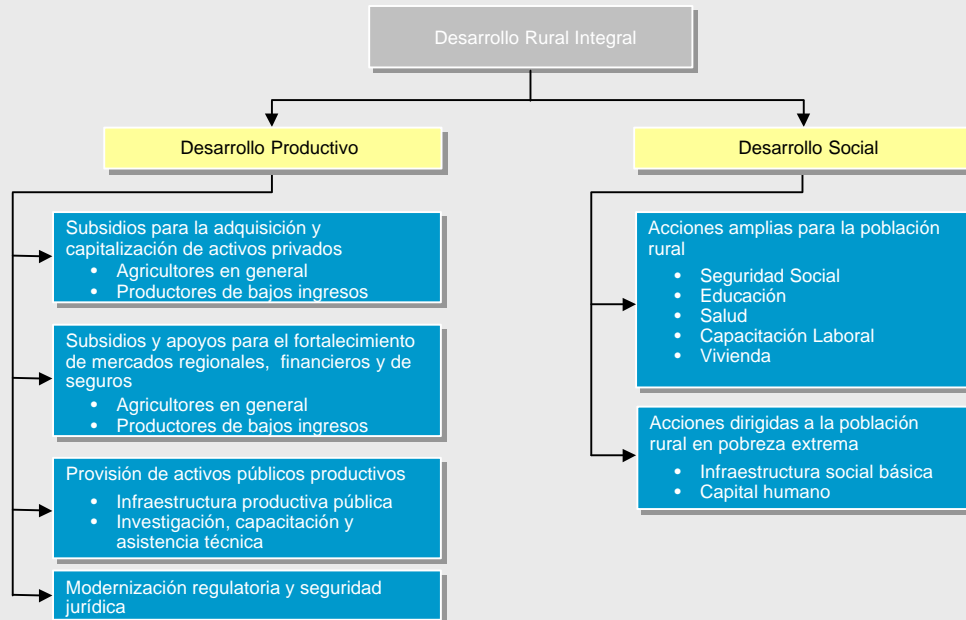 Desarrollo Rural Integral
Desarrollo Productivo
Subsidios para la adquisición y
capitalización de activos privados
• Agricultores en general
• Productores de bajos ingresos
Subsidios y apoyos para el fortalecimiento
de mercados regionales, financieros y de
seguros
• Agricultores en general
• Productores de bajos ingresos
Provisión de activos públicos productivos
• Infraestructura productiva pública
• Investigación, capacitación y
asistencia técnica
Modernización regulatoria y seguridad
jurídica
Desarrollo Social
Acciones amplias para la población
rural
• Seguridad Social
• Educación
• Salud
• Capacitación Laboral
• Vivienda
Acciones dirigidas a la población
rural en pobreza extrema
• Infraestructura social básica
• Capital humano